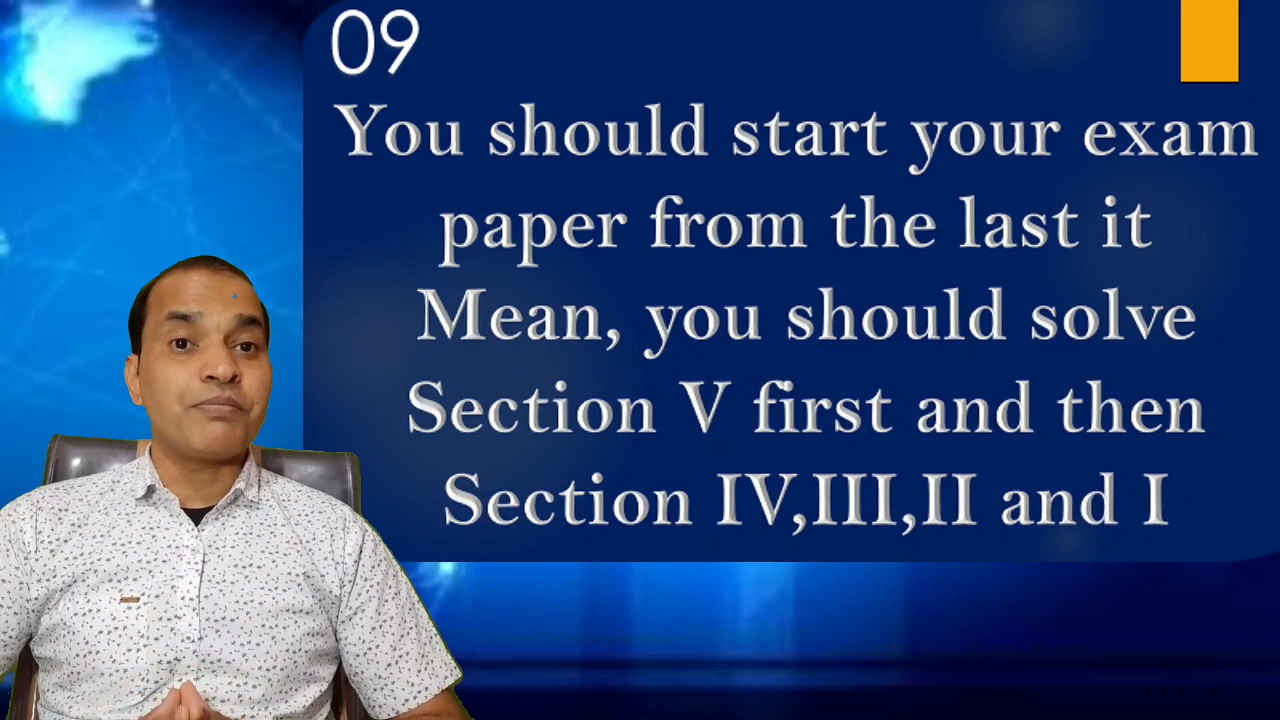 09
You should start your exam
paper from the last it
Mean, you should solve
Section V first and then
Section IV,III,II and I